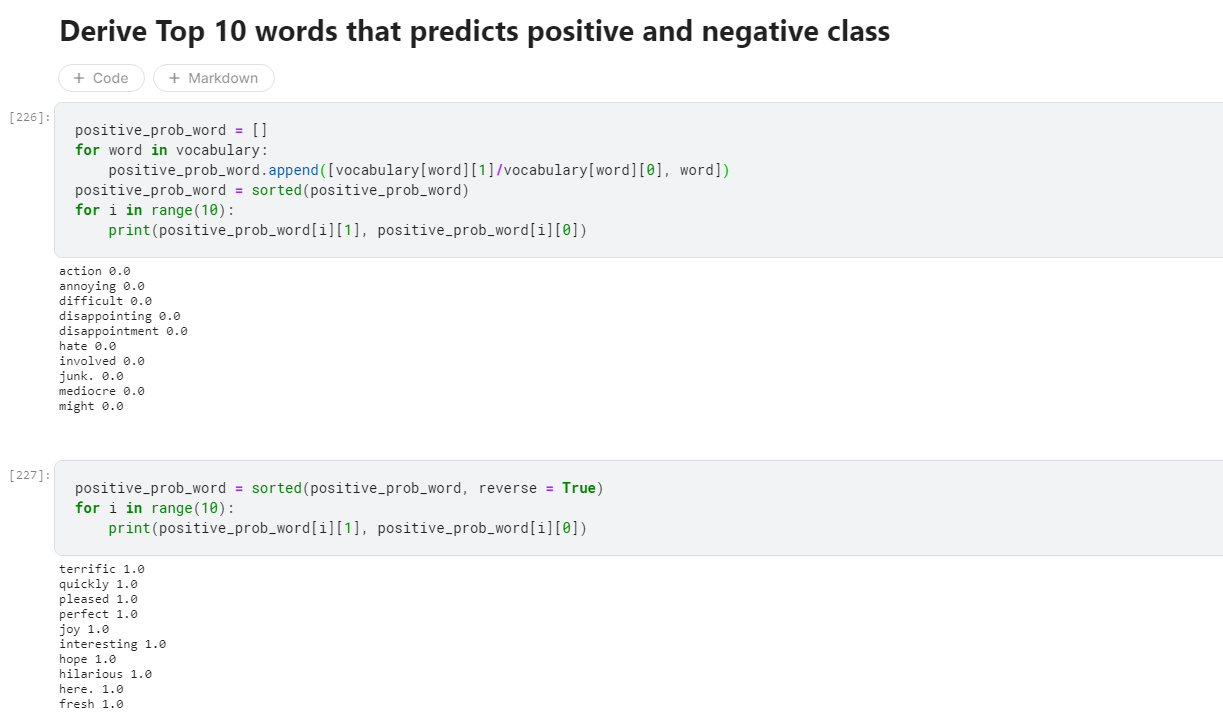 Derive Top 10 words that predicts positive and negative class
+ Code + Markdown
[226]:
positive_prob_word = []
for word in vocabulary:
    positive_prob_word.append([vocabulary[word][1]/vocabulary[word][0], word])
positive_prob_word = sorted(positive_prob_word)
for i in range(10):
    print(positive_prob_word[i][1], positive_prob_word[i][0])
action 0.0
annoying 0.0
difficult 0.0
disappointing 0.0
disappointment 0.0
hate 0.0
involved 0.0
junk. 0.0
mediocre 0.0
might 0.0
[227]:
positive_prob_word = sorted(positive_prob_word, reverse = True)
for i in range(10):
    print(positive_prob_word[i][1], positive_prob_word[i][0])
terrific 1.0
quickly 1.0
pleased 1.0
perfect 1.0
joy 1.0
interesting 1.0
hope 1.0
hilarious 1.0
here. 1.0
fresh 1.0